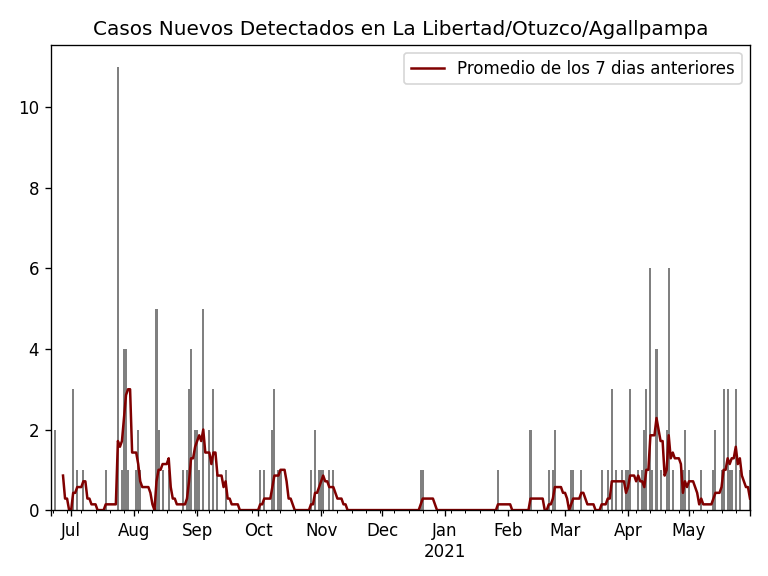 Casos Nuevos Detectados en La Libertad/Otuzco/Agallpampa
Promedio de los 7 dias anteriores
10
8
6
4
2
0
Jul Aug Sep Oct Nov Dec Jan Feb Mar Apr May
2021